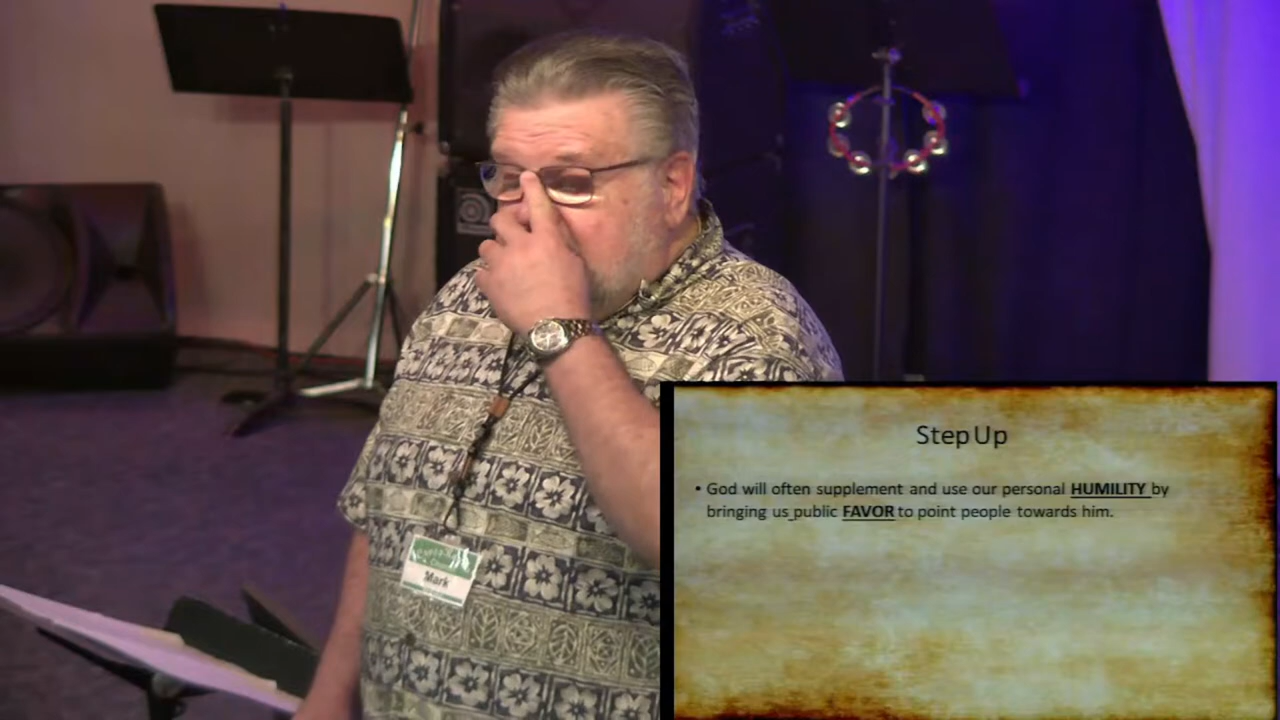 Mark
Step Up
• God will often supplement and use our personal HUMILITY by
bringing us public FAVOR to point people towards him.